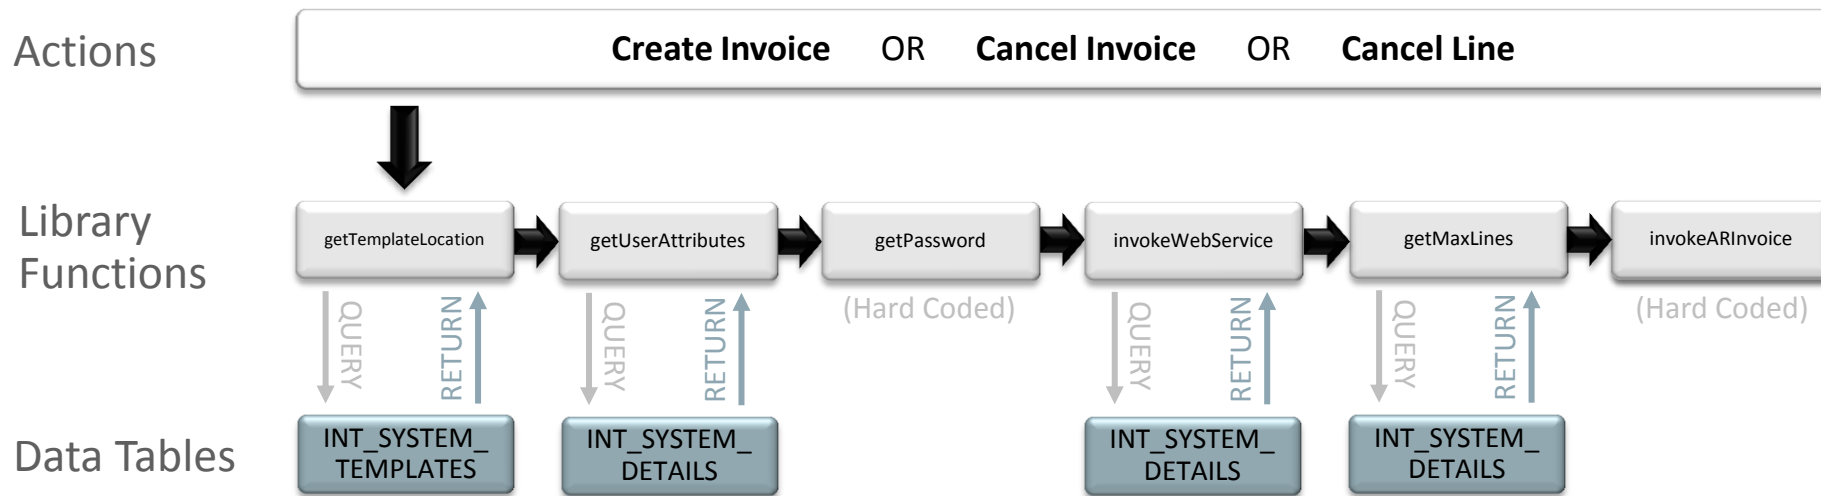 Actions
Create Invoice OR Cancel Invoice OR Cancel Line
Library
Functions
getTemplateLocation
getUserAttributes
getPassword
invokeWebService
getMaxLines
invokeARInvoice
QUERY
RETURN
QUERY
RETURN
(Hard Coded)
QUERY
RETURN
QUERY
RETURN
(Hard Coded)
Data Tables
INT_SYSTEM_
TEMPLATES
INT_SYSTEM_
DETAILS
INT_SYSTEM_
DETAILS
INT_SYSTEM_
DETAILS